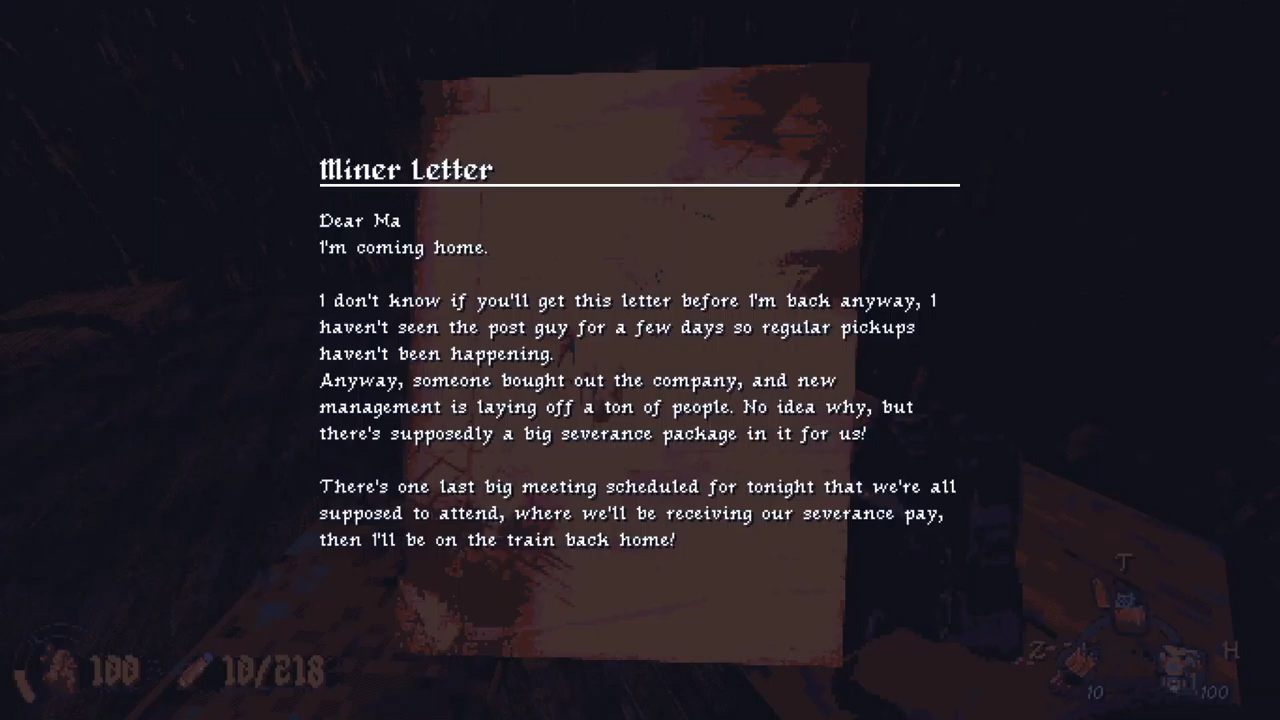 Miner Letter
Dear Ma
I'm coming home.
I don't know if you'll get this letter before I'm back anyway, I
haven't seen the post guy for a few days so regular pickups
haven't been happening.
Anyway, someone bought out the company, and new
management is laying off a ton of people. No idea why, but
there's supposedly a big severance package in it for us!
There's one last big meeting scheduled for tonight that we're all
supposed to attend, where we'll be receiving our severance pay,
then I'll be on the train back home!
T
Z
H
100
10/218
10
100